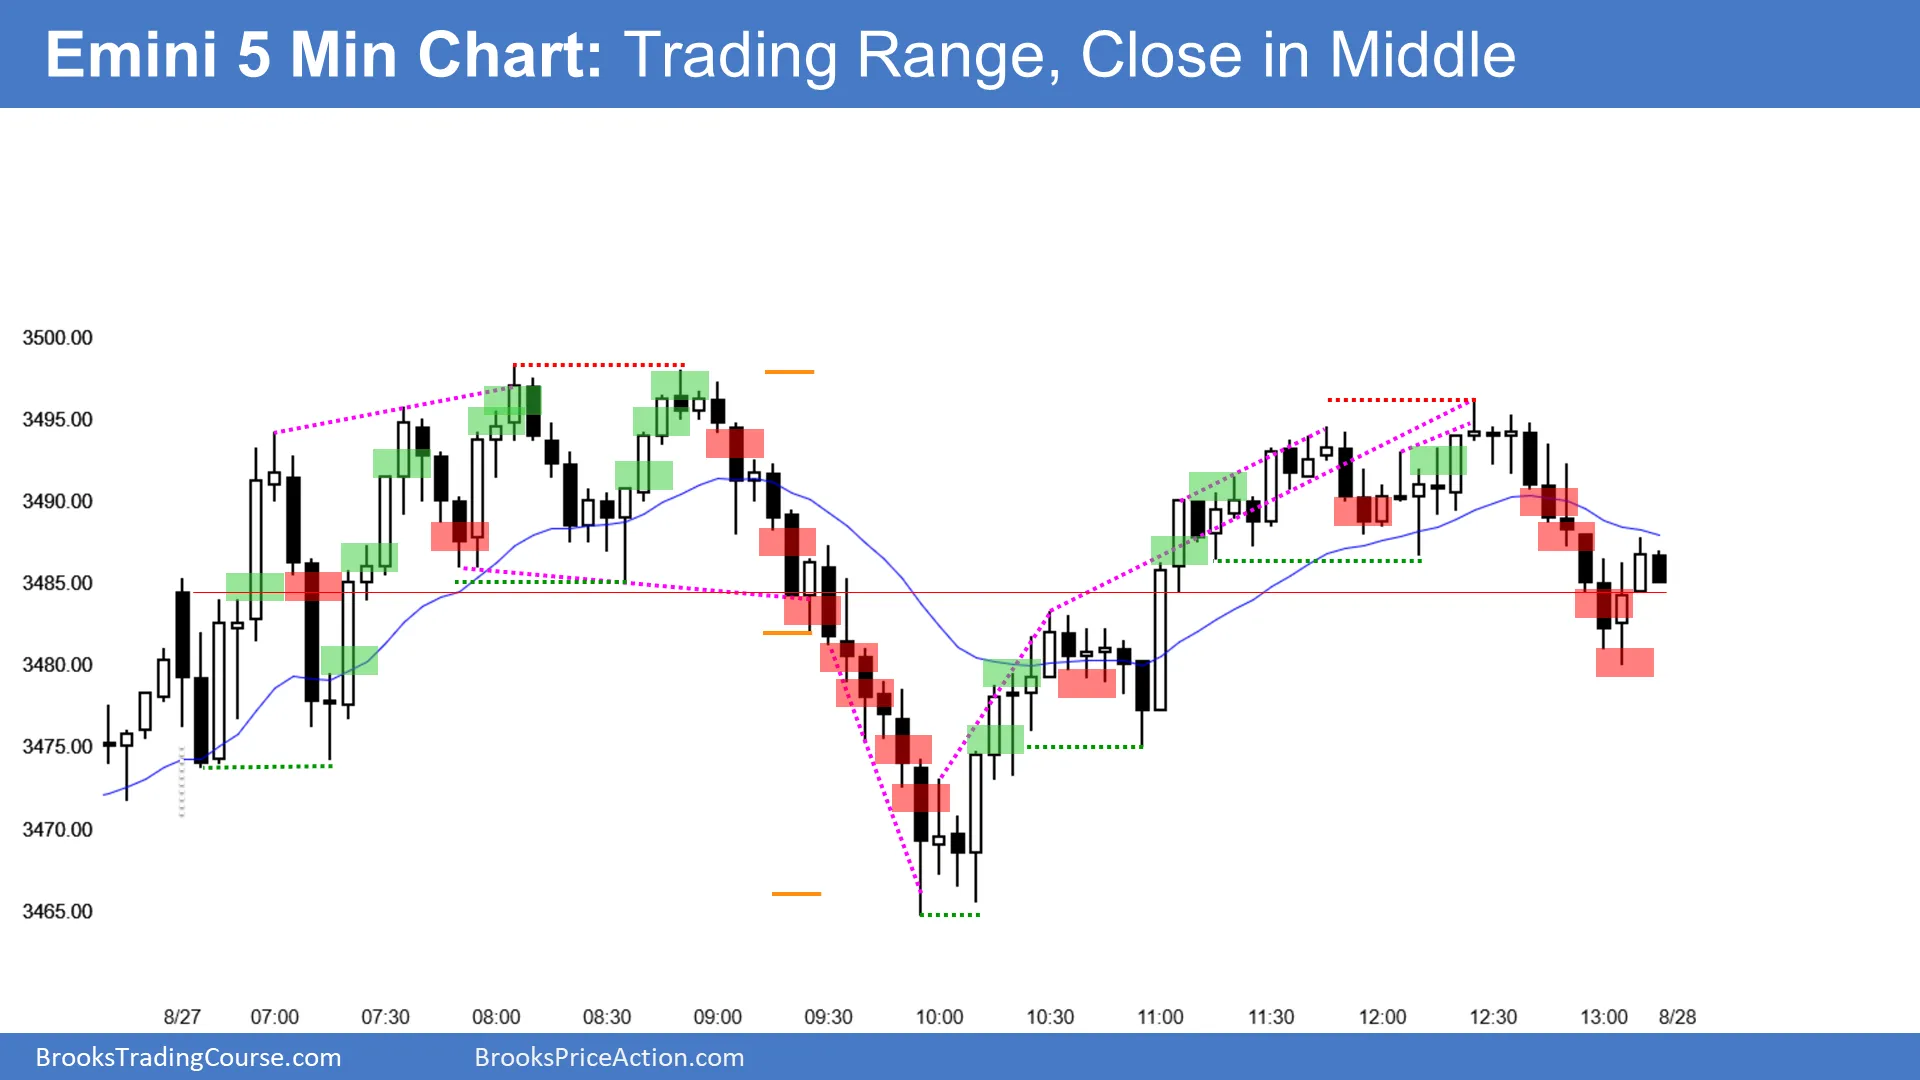 Emini 5 Min Chart: Trading Range, Close in Middle
3500.00
3495.00
3490.00
3485.00
3480.00
3475.00
3470.00
3465.00
8/27 07:00 07:30 08:00 08:30 09:00 09:30 10:00 10:30 11:00 11:30 12:00 12:30 13:00 8/28
BrooksTradingCourse.com BrooksPriceAction.com